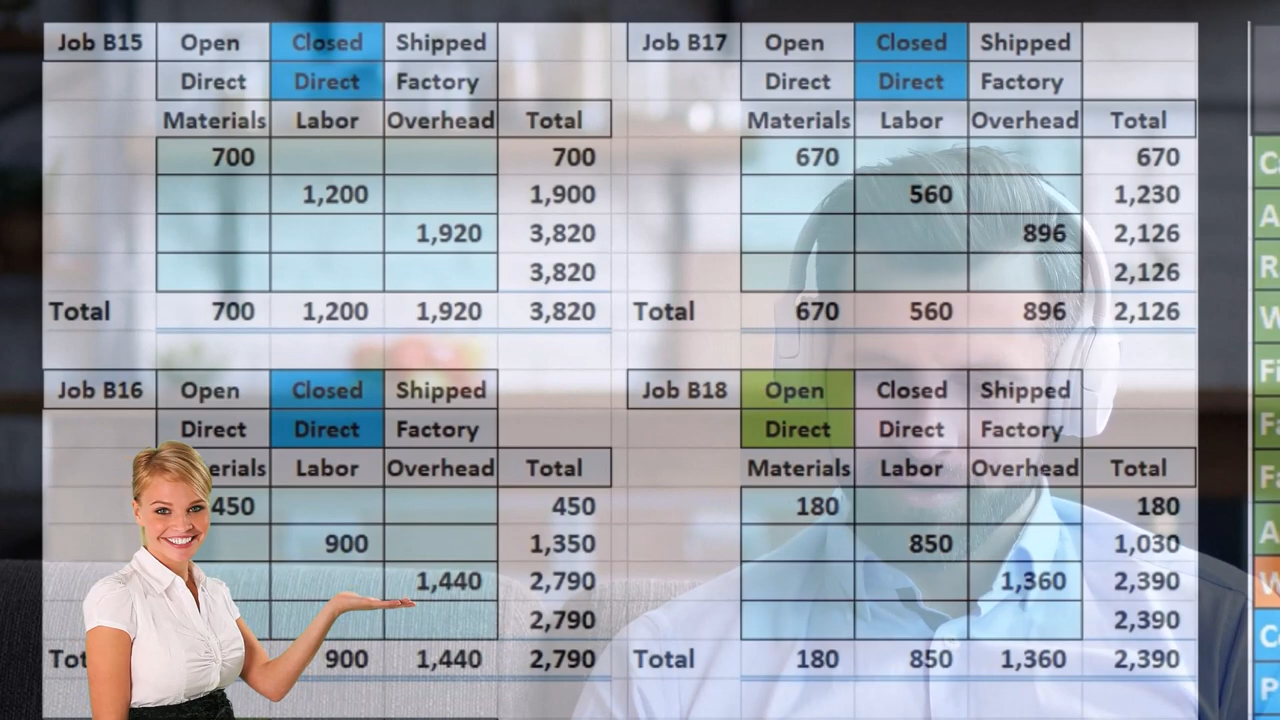 Job B15 Open Closed Shipped
Direct Direct Factory
Materials Labor Overhead Total
700 700
1,200 1,900
1,920 3,820
3,820
Total 700 1,200 1,920 3,820
Job B17 Open Closed Shipped
Direct Direct Factory
Materials Labor Overhead Total
670 670
560 1,230
896 2,126
2,126
Total 670 560 896 2,126
Job B16 Open Closed Shipped
Direct Direct Factory
erials Labor Overhead Total
450 450
900 1,350
1,440 2,790
2,790
Tot 900 1,440 2,790
Job B18 Open Closed Shipped
Direct Direct Factory
Materials Labor Overhead Total
180 180
850 1,030
1,360 2,390
2,390
Total 180 850 1,360 2,390